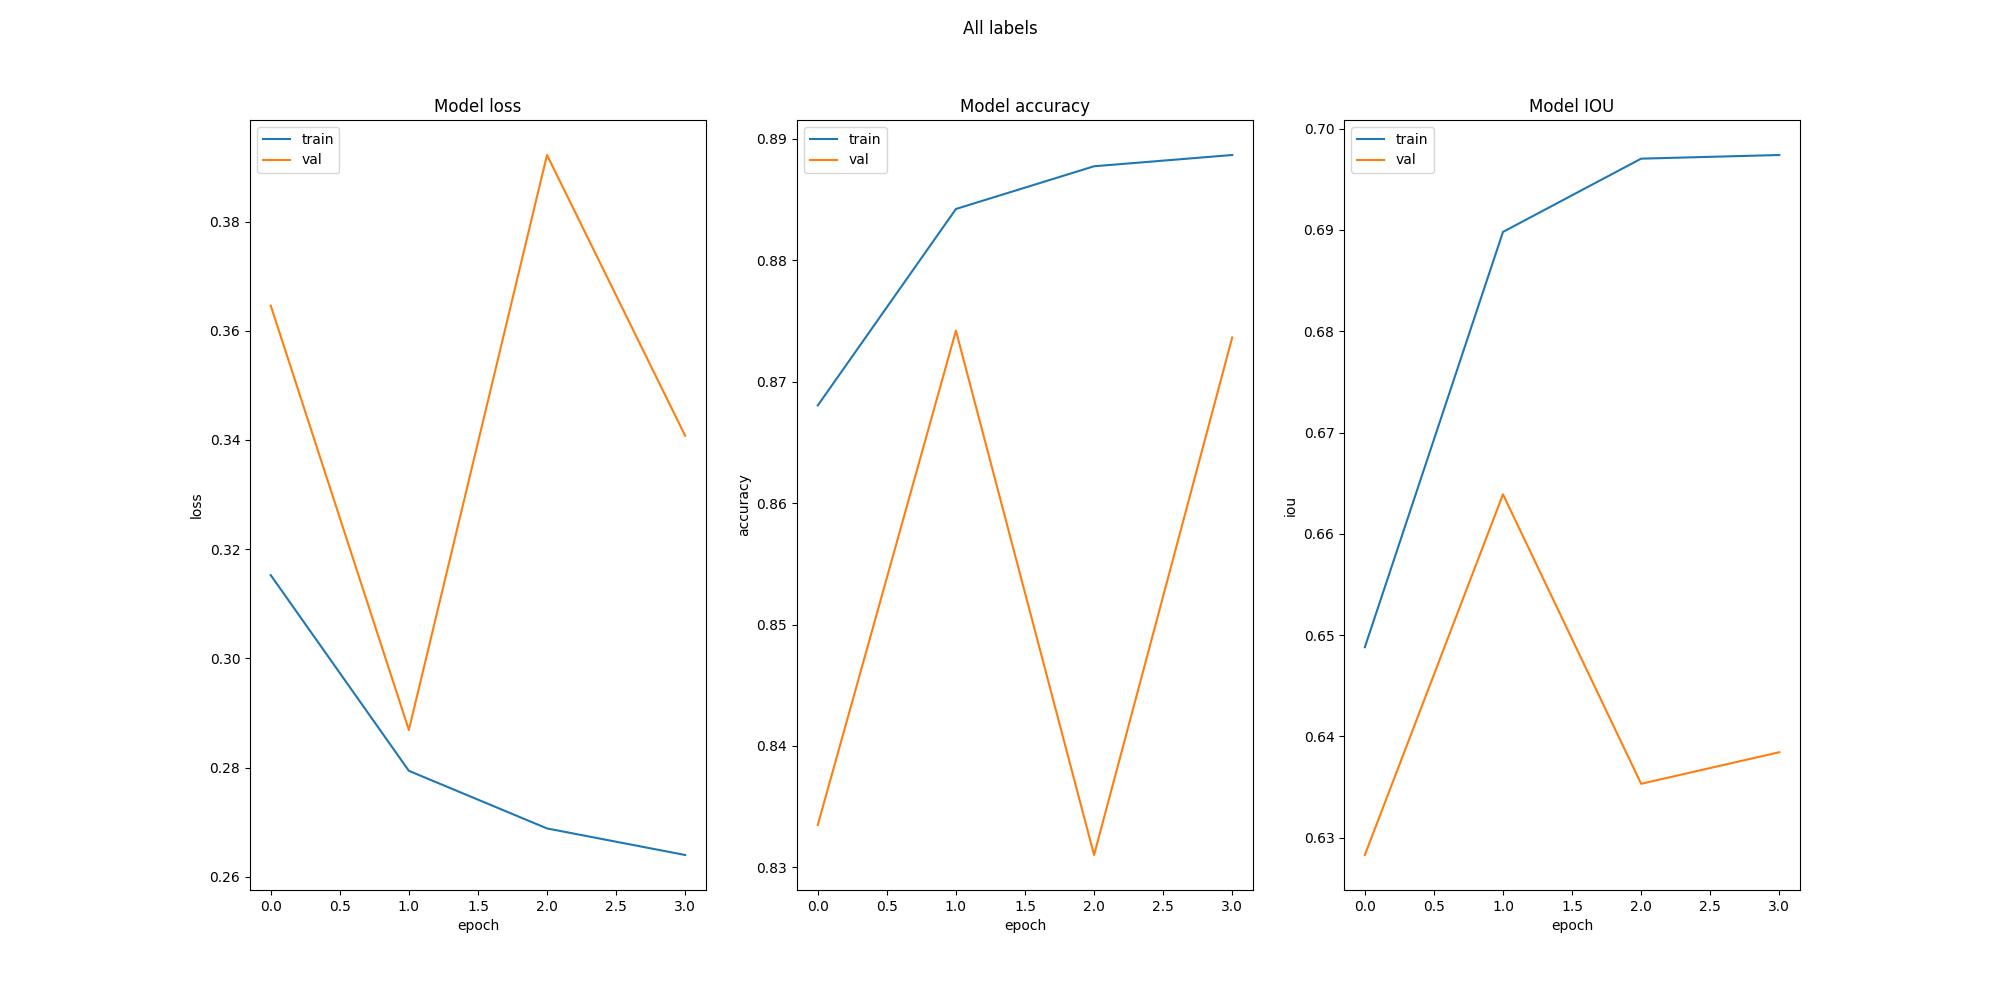 All labels
Model loss
train
val
0.38
0.36
0.34
0.32
0.30
0.28
0.26
loss
0.0 0.5 1.0 1.5 2.0 2.5 3.0
epoch
Model accuracy
train
val
0.89
0.88
0.87
0.86
0.85
0.84
0.83
accuracy
0.0 0.5 1.0 1.5 2.0 2.5 3.0
epoch
Model IOU
train
val
0.70
0.69
0.68
0.67
0.66
0.65
0.64
0.63
iou
0.0 0.5 1.0 1.5 2.0 2.5 3.0
epoch